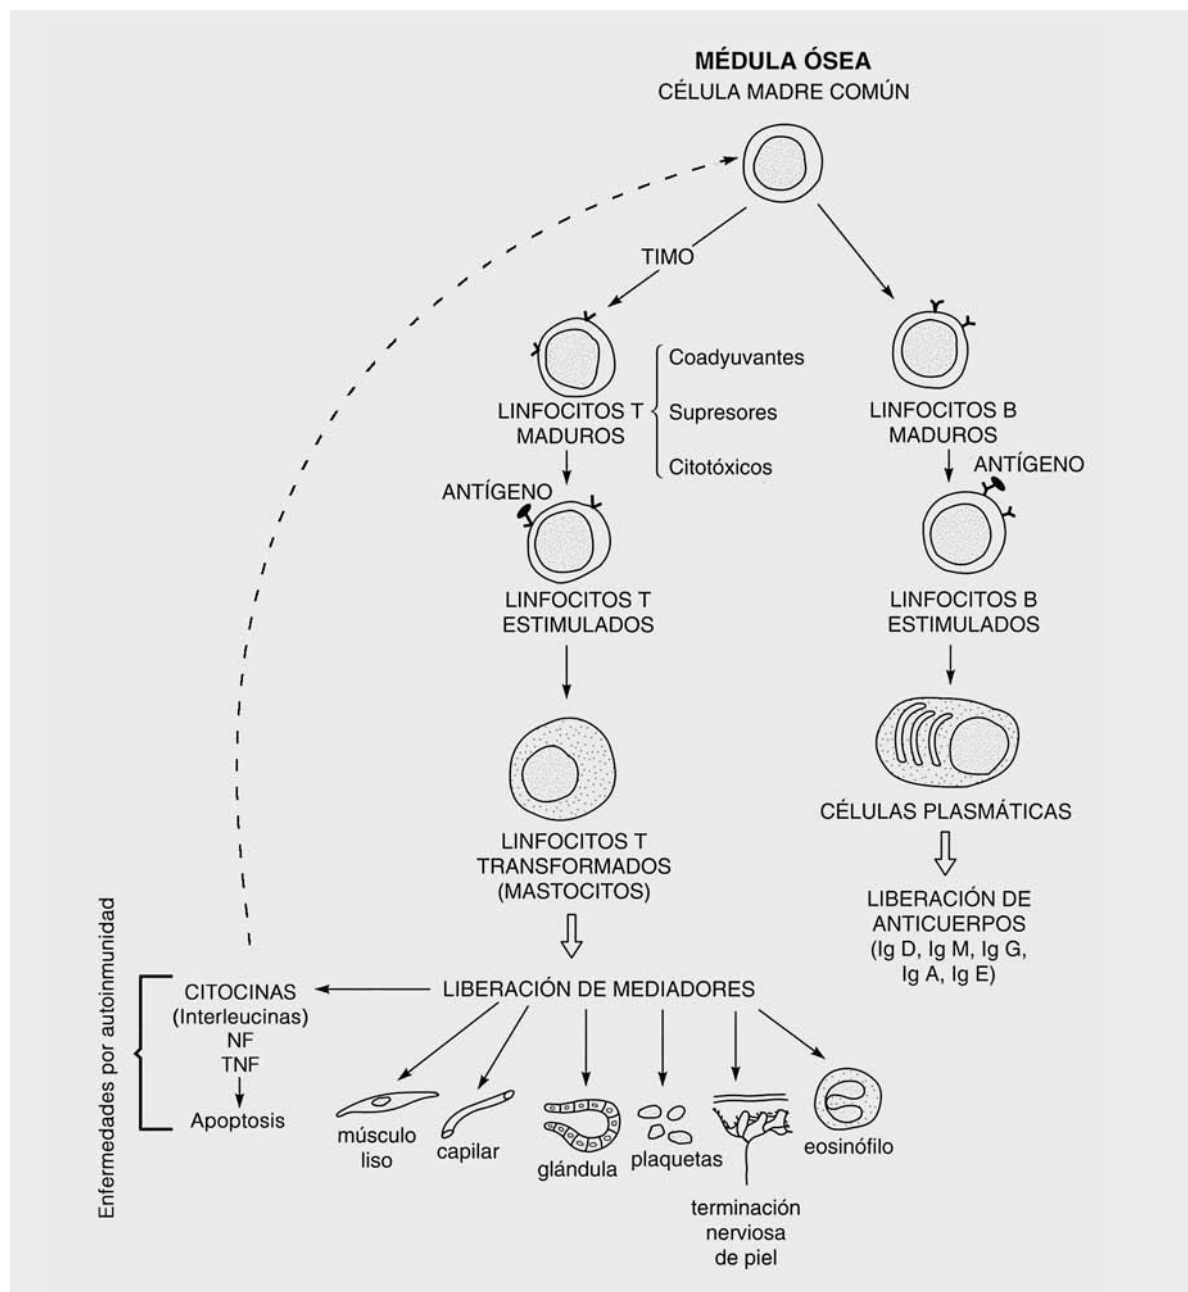 MÉDULA ÓSEA
CÉLULA MADRE COMÚN
TIMO
Coadyuvantes
LINFOCITOS T
MADUROS
Supresores
Citotóxicos
LINFOCITOS B
MADUROS
ANTÍGENO
ANTÍGENO
LINFOCITOS T
ESTIMULADOS
LINFOCITOS B
ESTIMULADOS
LINFOCITOS T
TRANSFORMADOS
(MASTOCITOS)
CÉLULAS PLASMÁTICAS
LIBERACIÓN DE
ANTICUERPOS
(Ig D, Ig M, Ig G,
Ig A, Ig E)
LIBERACIÓN DE MEDIADORES
Enfermedades por autoinmunidad
CITOCINAS
(Interleucinas)
NF
TNF
Apoptosis
músculo
liso
capilar
glándula
plaquetas
terminación
nerviosa
de piel
eosinófilo